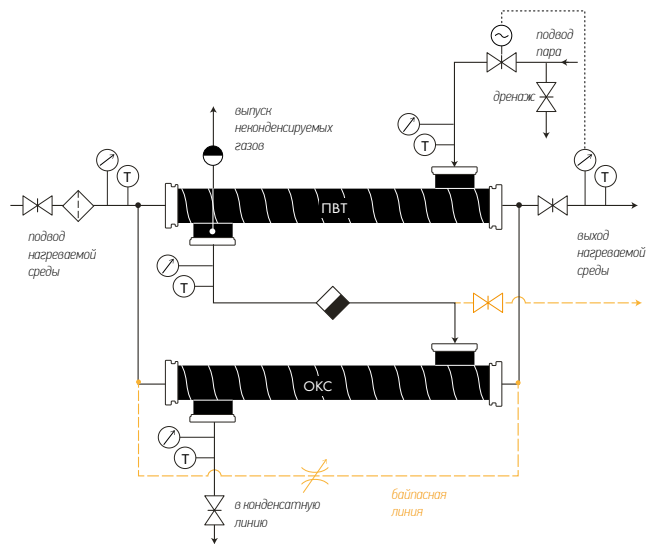 подвод
пара
дренаж
выпуск
неконденсируемых
газов
T
T
T
ПВТ
T
подвод
нагреваемой
среды
выход
нагреваемой
среды
T
ОКС
T
байпасная
линия
в конденсатную
линию